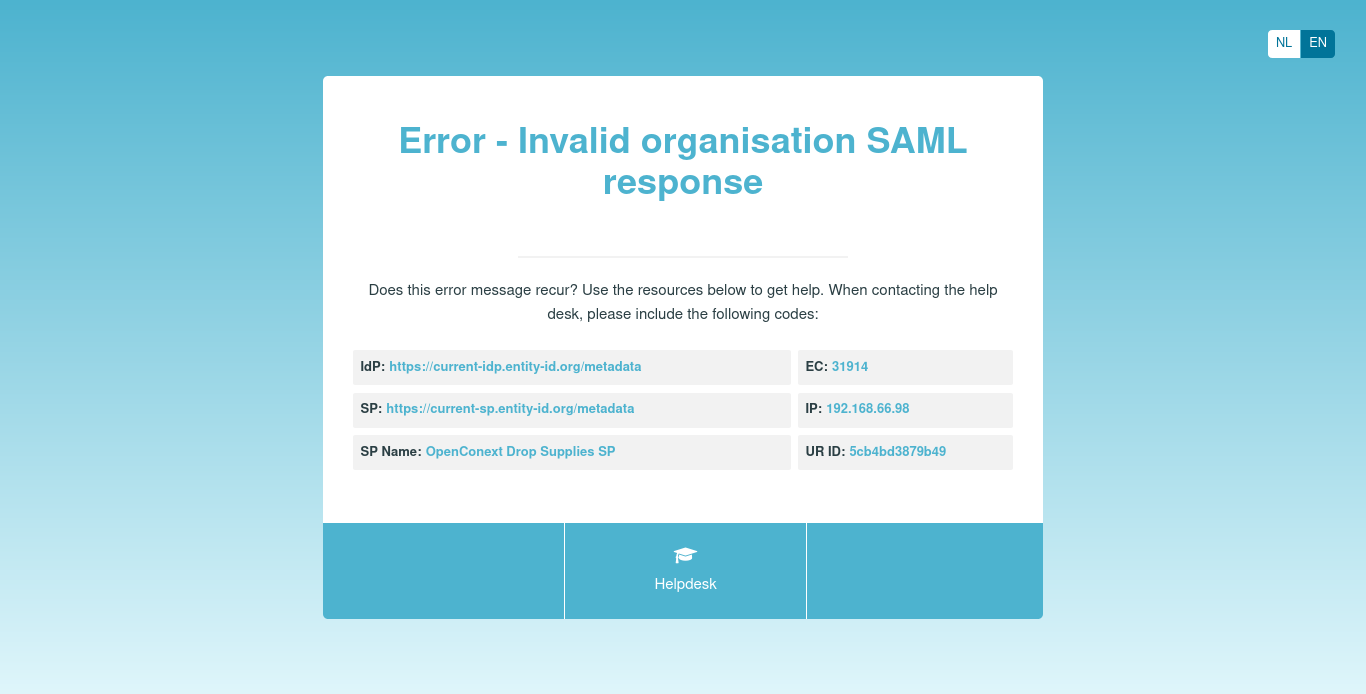 NL EN
Error - Invalid organisation SAML
response
Does this error message recur? Use the resources below to get help. When contacting the help
desk, please include the following codes:
IdP: https://current-idp.entity-id.org/metadata
EC: 31914
SP: https://current-sp.entity-id.org/metadata
IP: 192.168.66.98
SP Name: OpenConext Drop Supplies SP
UR ID: 5cb4bd3879b49
Helpdesk